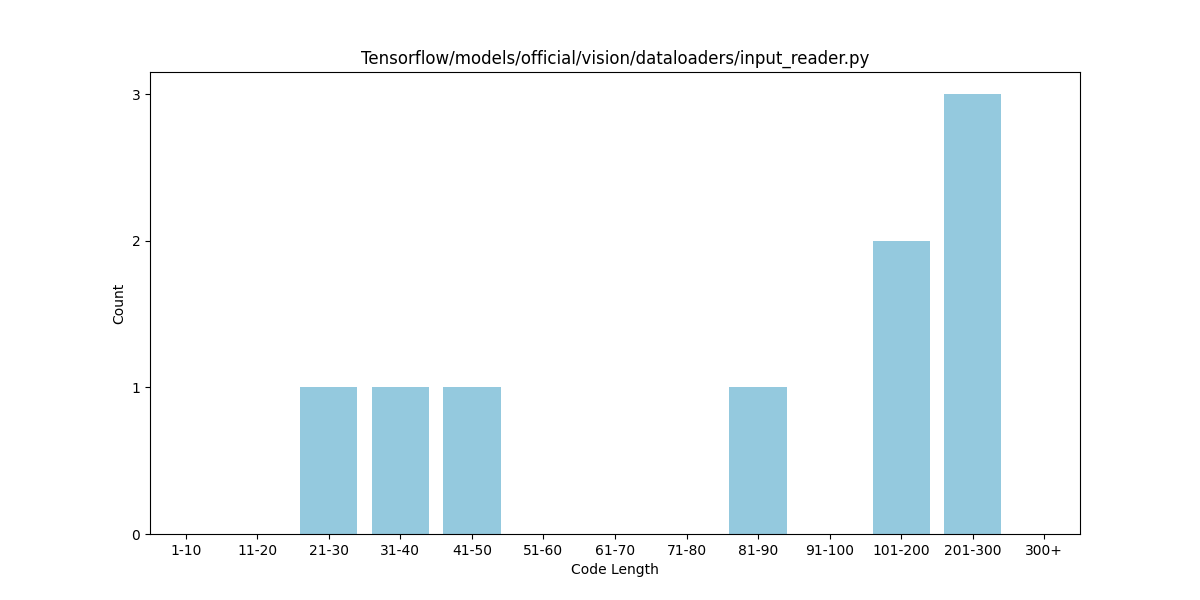 Tensorflow/models/official/vision/dataloaders/input_reader.py
3
2
1
0
Count
1-10 11-20 21-30 31-40 41-50 51-60 61-70 71-80 81-90 91-100 101-200 201-300 300+
Code Length